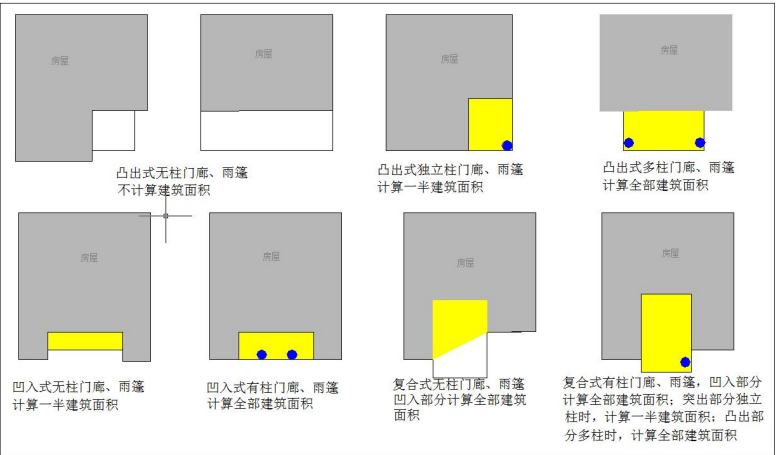 房屋
房屋
房屋
房屋
凸出式无柱门廊、雨篷
不计算建筑面积
凸出式独立柱门廊、雨篷
计算一半建筑面积
凸出式多柱门廊、雨篷
计算全部建筑面积
房屋
房屋
房屋
房屋
凹入式无柱门廊、雨篷
计算一半建筑面积
凹入式有柱门廊、雨篷
计算全部建筑面积
复合式无柱门廊、雨篷
凹入部分计算全部建筑
面积
复合式有柱门廊、雨篷，凹入部分
计算全部建筑面积；突出部分独立
柱时，计算一半建筑面积；凸出部
分多柱时，计算全部建筑面积